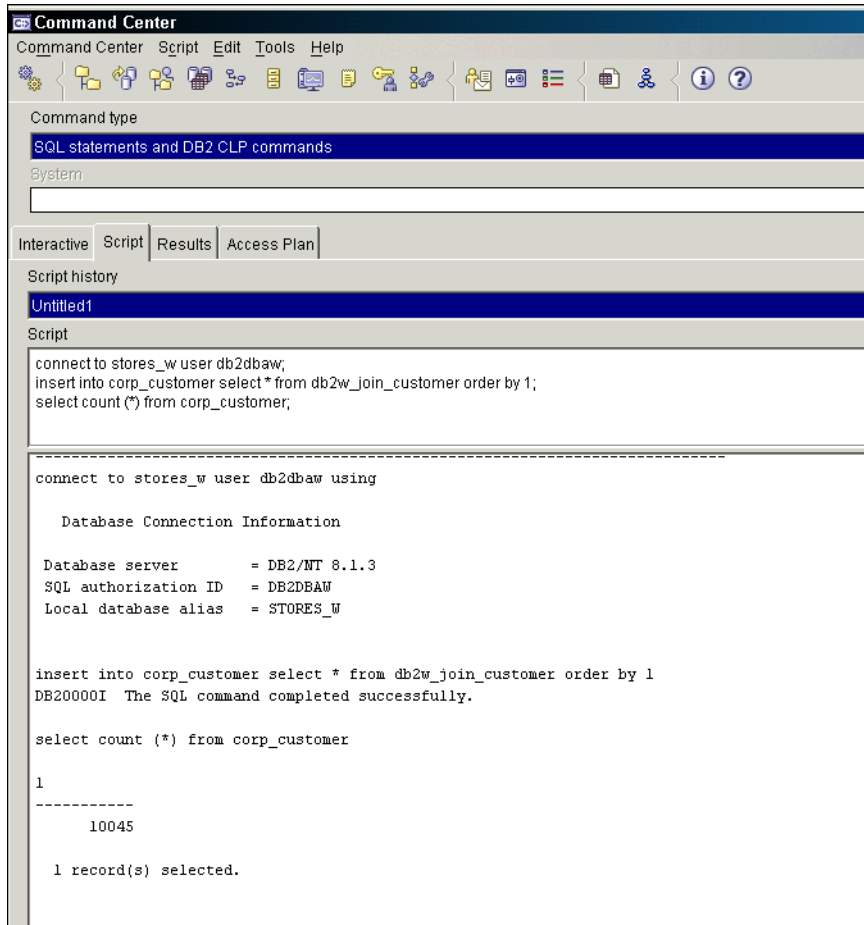 Command Center
Command Center Script Edit Tools Help
Command type
SQL statements and DB2 CLP commands
System
Interactive Script Results Access Plan
Script history
Untitled1
Script
connect to stores_w user db2dbaw;
insert into corp_customer select * from db2w_join_customer order by 1;
select count (*) from corp_customer;
------------------------------------------------------------------------------
connect to stores_w user db2dbaw using
Database Connection Information
Database server = DB2/NT 8.1.3
SQL authorization ID = DB2DBAW
Local database alias = STORES_W
insert into corp_customer select * from db2w_join_customer order by 1
DB20000I The SQL command completed successfully.
select count (*) from corp_customer
1
-----------
10045
1 record(s) selected.